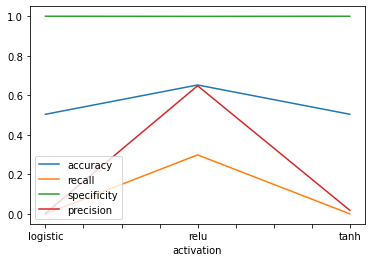 1.0
0.8
0.6
0.4
0.2
0.0
accuracy
recall
specificity
precision
logistic relu tanh
activation